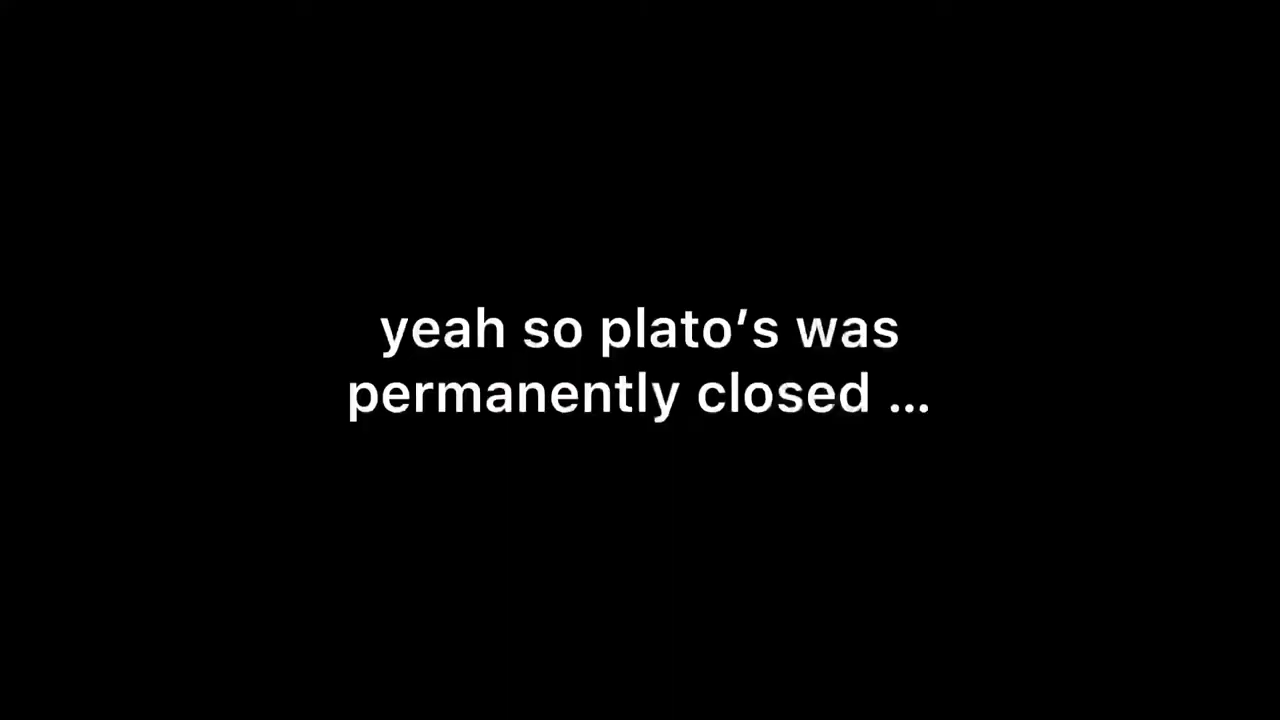 yeah so plato’s was
permanently closed ...